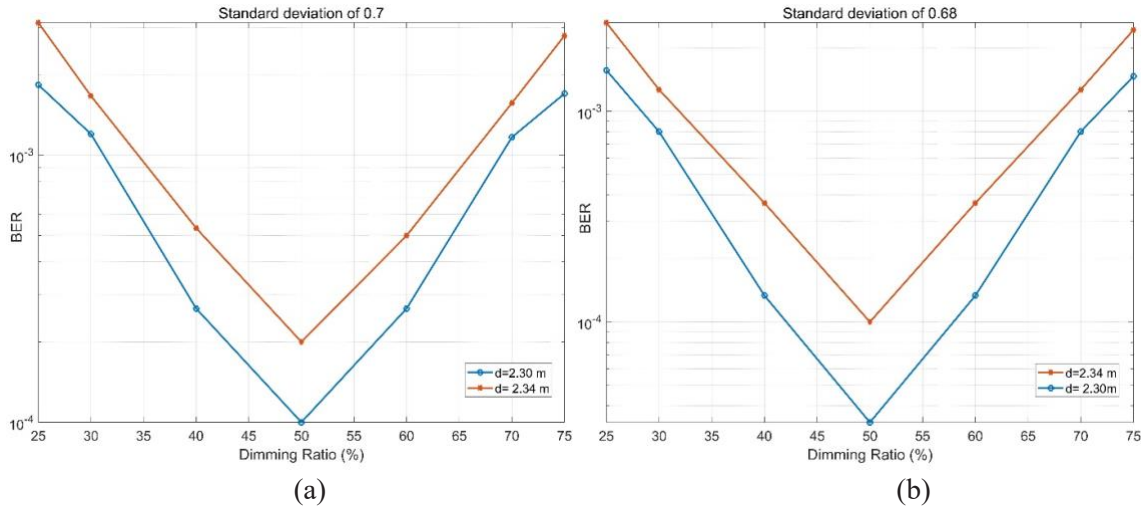 Standard deviation of 0.7
BER
10^-3
10^-4
25 30 35 40 45 50 55 60 65 70 75
Dimming Ratio (%)
d=2.30 m
d= 2.34 m
(a)
Standard deviation of 0.68
BER
10^-3
10^-4
25 30 35 40 45 50 55 60 65 70 75
Dimming Ratio (%)
d=2.34 m
d= 2.30m
(b)